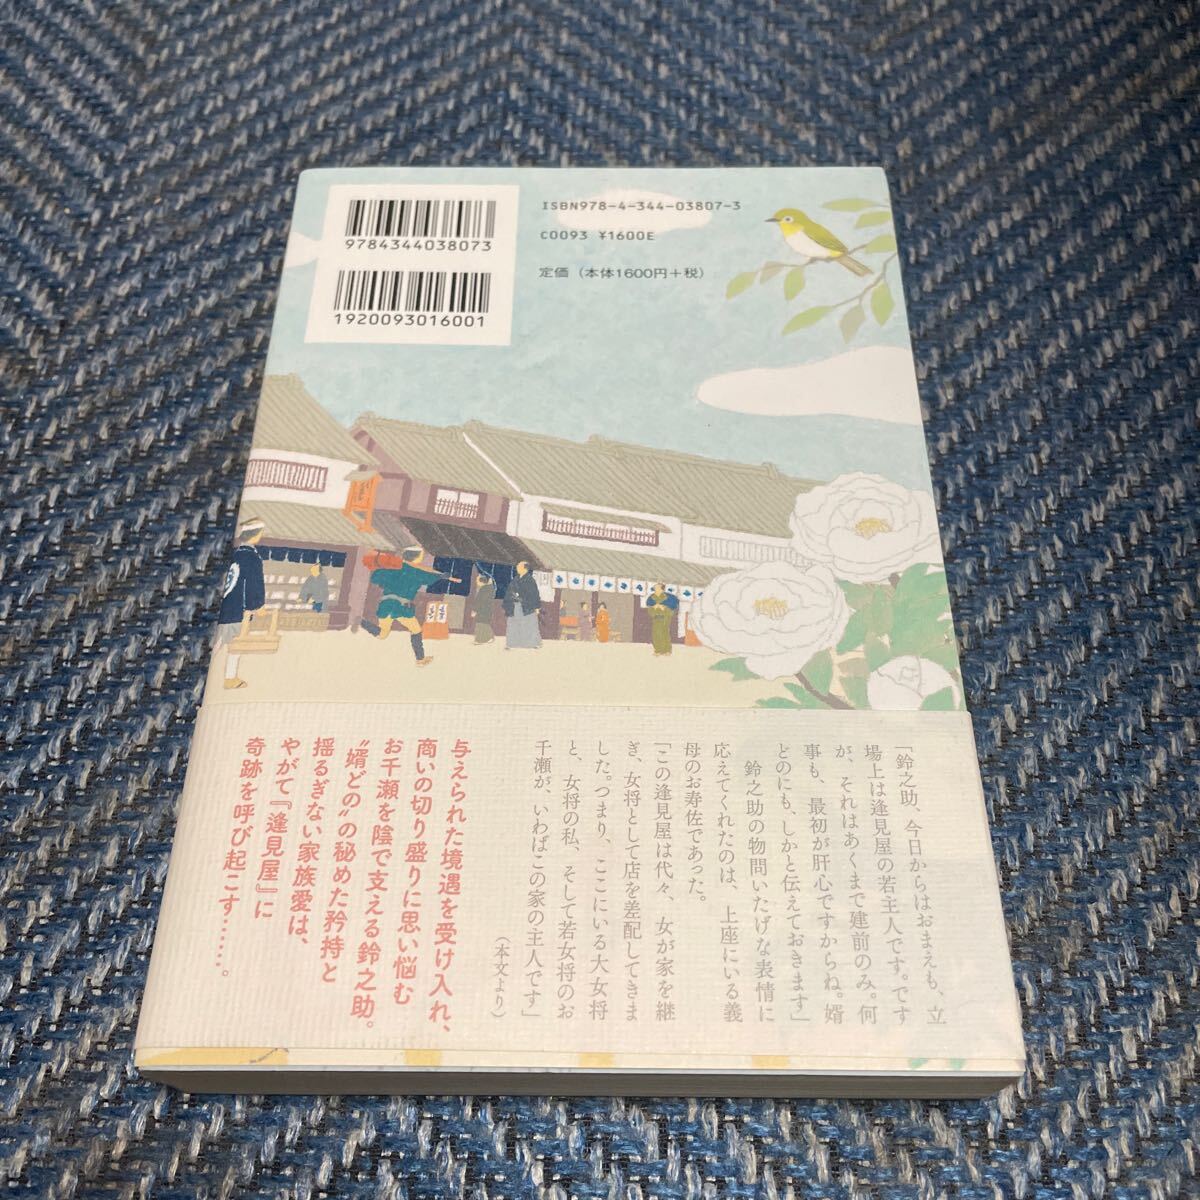 ISBN978-4-344-03807-3
C0093 ¥1600E
定価（本体1600円＋税）
9784344038073
1920093016001
「鈴之助、今日からはおまえも、立
場上は逢見屋の若主人です。です
が、それはあくまで建前のみ。何
事も、最初が肝心ですからね。婿
どのにも、しかと伝えておきます」
鈴之助の物問いたげな表情に
応えてくれたのは、上座にいる義
母のお寿佐であった。
「この逢見屋は代々、女が家を継
ぎ、女将として店を差配してきま
した。つまり、ここにいる大女将
と、女将の私、そして若女将のお
千瀬が、いわばこの家の主人です」
（本文より）
与えられた境遇を受け入れ、
商いの切り盛りに思い悩む
お千瀬を陰で支える鈴之助。
〝婿どの〟の秘めた矜持と
揺るぎない家族愛は、
やがて『逢見屋』に
奇跡を呼び起こす……。